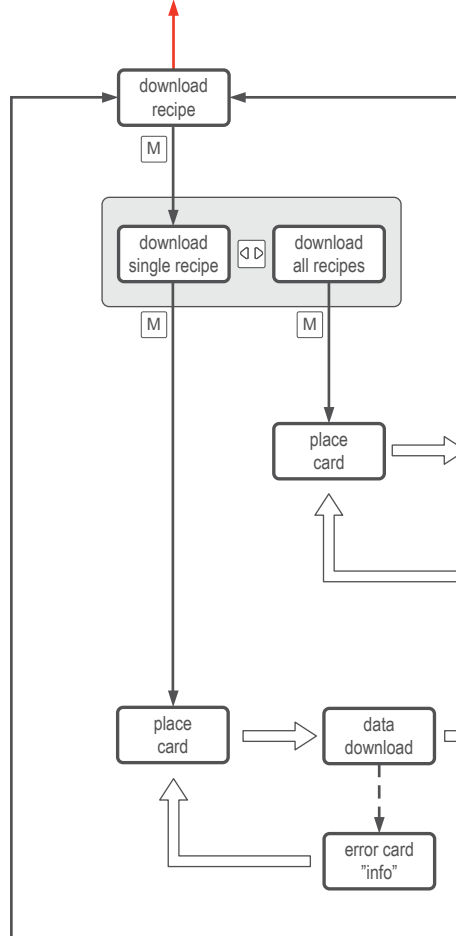 download
recipe
M
download
single recipe
download
all recipes
M
M
place
card
place
card
data
download
error card
"info"